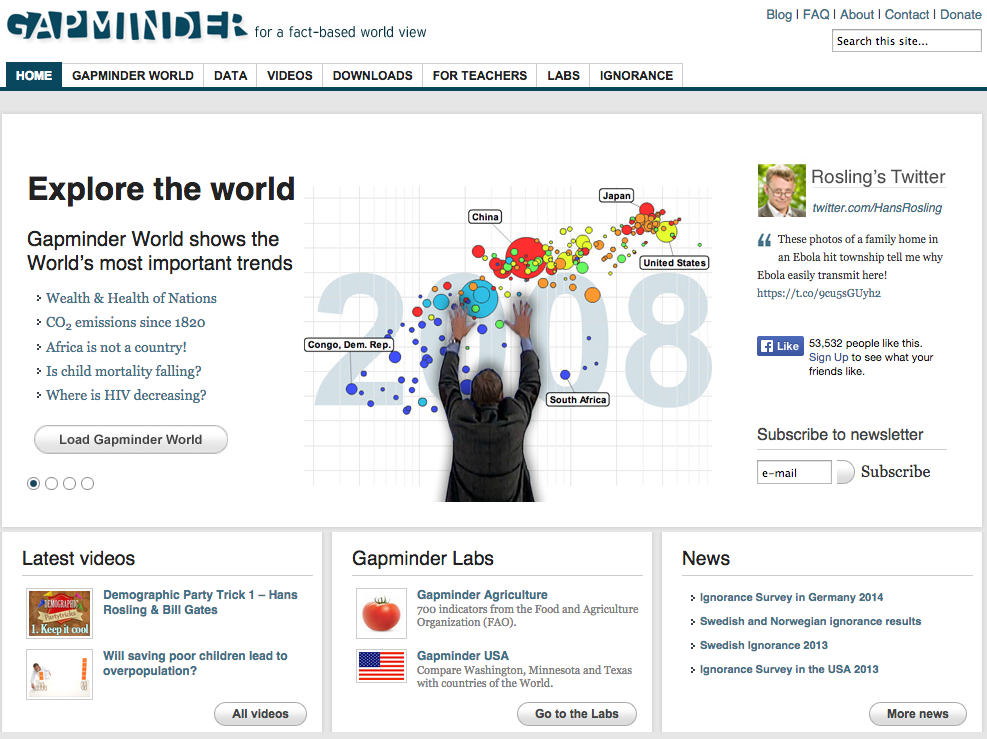 GAPMINDER for a fact-based world view
Blog | FAQ | About | Contact | Donate
Search this site...
HOME
GAPMINDER WORLD
DATA
VIDEOS
DOWNLOADS
FOR TEACHERS
LABS
IGNORANCE
Explore the world
Gapminder World shows the
World's most important trends
Wealth & Health of Nations
CO2 emissions since 1820
Africa is not a country!
Is child mortality falling?
Where is HIV decreasing?
Load Gapminder World
2008
Japan
China
United States
Congo, Dem. Rep.
South Africa
Rosling's Twitter
twitter.com/HansRosling
“ These photos of a family home in
an Ebola hit township tell me why
Ebola easily transmit here!
https://t.co/9cu5sGUyh2
Like
53,532 people like this.
Sign Up to see what your
friends like.
Subscribe to newsletter
e-mail
Subscribe
Latest videos
DEMOGRAPHIC
Partytricks
1. Keep it cool
Demographic Party Trick 1 – Hans
Rosling & Bill Gates
Will saving poor children lead to
overpopulation?
All videos
Gapminder Labs
Gapminder Agriculture
700 indicators from the Food and Agriculture
Organization (FAO).
Gapminder USA
Compare Washington, Minnesota and Texas
with countries of the World.
Go to the Labs
News
Ignorance Survey in Germany 2014
Swedish and Norwegian ignorance results
Swedish Ignorance 2013
Ignorance Survey in the USA 2013
More news